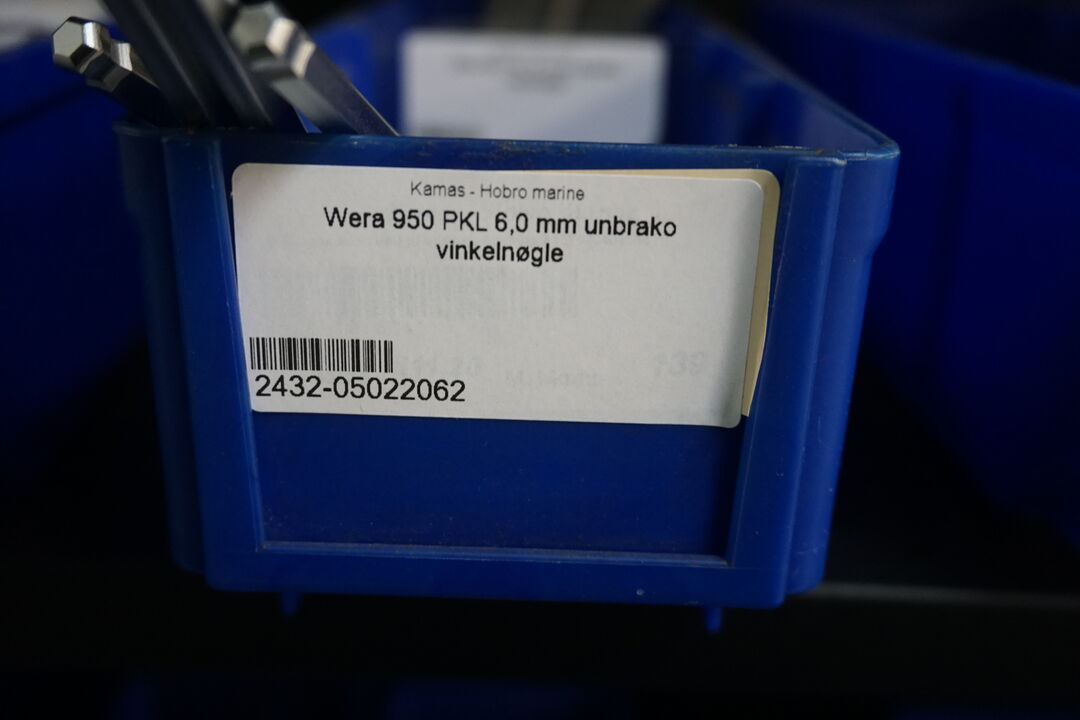 Kamas - Hobro marine
Wera 950 PKL 6,0 mm unbrako
vinkelnøgle
2432-05022062